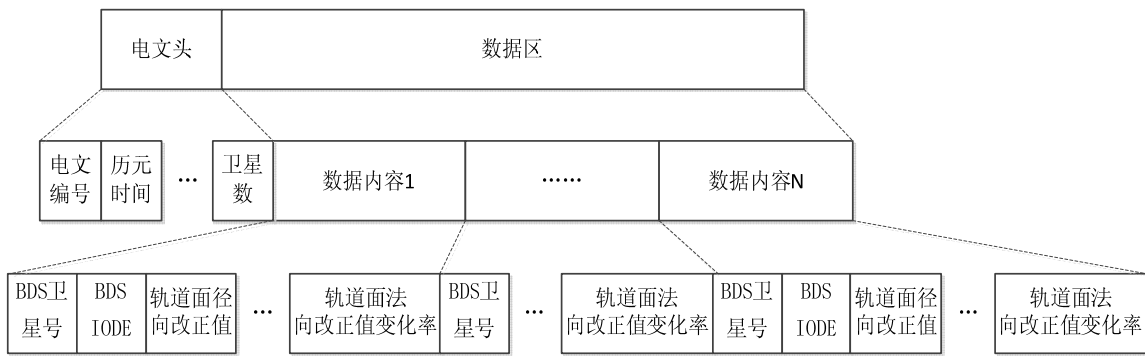 电文头
数据区
电文
编号
历元
时间
…
卫星
数
数据内容1
……
数据内容N
BDS卫
星号
BDS
IODE
轨道面径
向改正值
…
轨道面法
向改正值变化率
BDS卫
星号
…
轨道面法
向改正值变化率
BDS卫
星号
BDS
IODE
轨道面径
向改正值
…
轨道面法
向改正值变化率